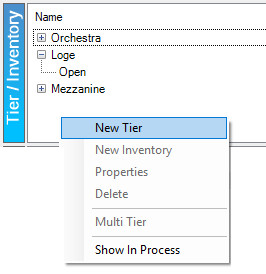 Tier / Inventory
Name
Orchestra
Loge
Open
Mezzanine
New Tier
New Inventory
Properties
Delete
Multi Tier
Show In Process